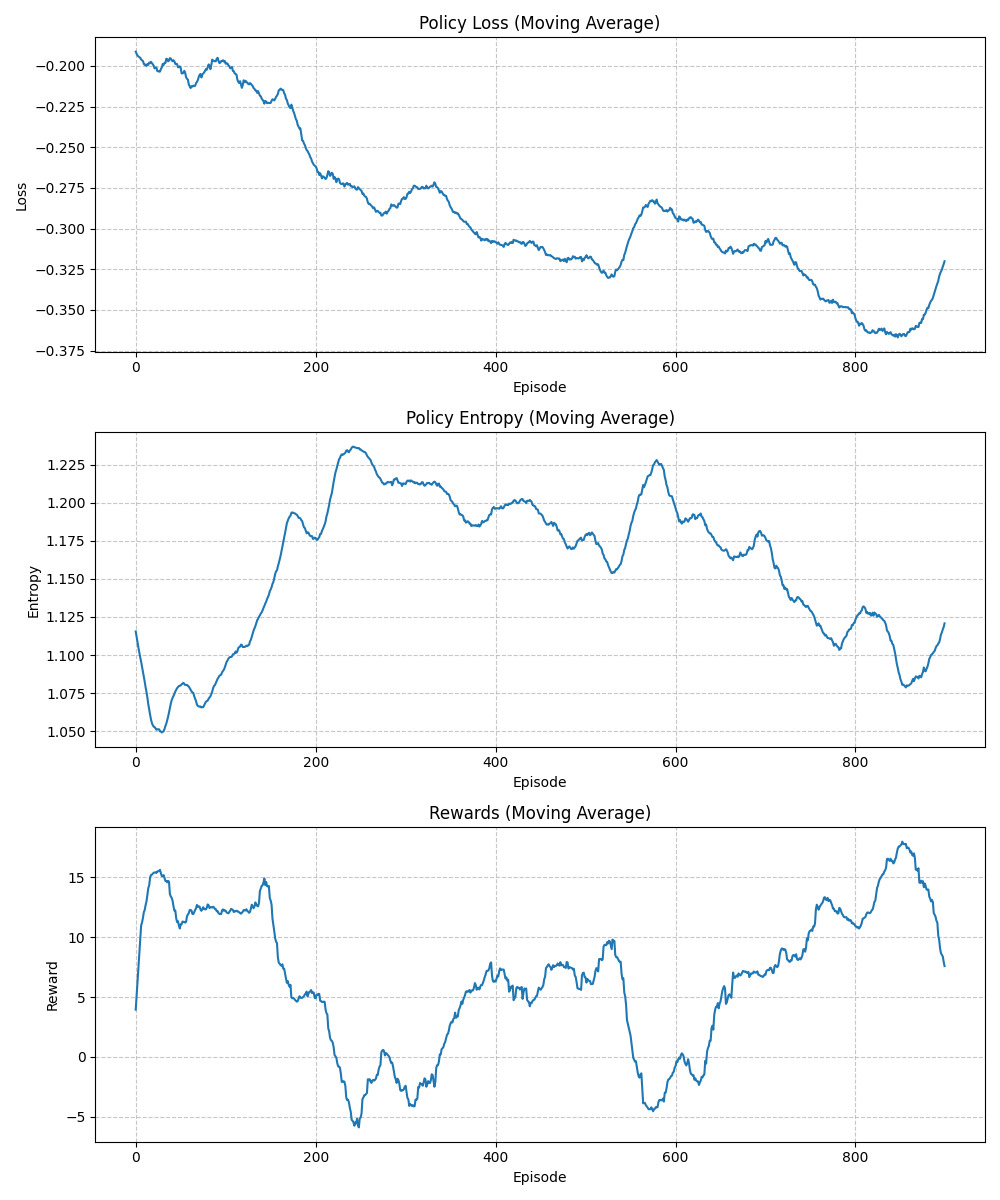 Policy Loss (Moving Average)
−0.200
−0.225
−0.250
−0.275
−0.300
−0.325
−0.350
−0.375
Loss
0 200 400 600 800
Episode
Policy Entropy (Moving Average)
1.225
1.200
1.175
1.150
1.125
1.100
1.075
1.050
Entropy
0 200 400 600 800
Episode
Rewards (Moving Average)
15
10
5
0
−5
Reward
0 200 400 600 800
Episode